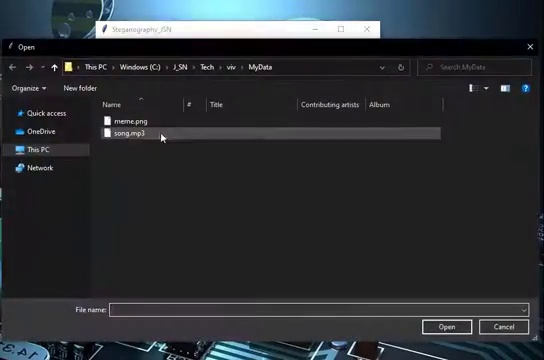 Steganography_JSN
Open
This PC > Windows (C:) > J_SN > Tech > viv > MyData
Search MyData
Organize
New folder
Name # Title Contributing artists Album
Quick access
OneDrive
This PC
Network
meme.png
song.mp3
File name:
Open Cancel